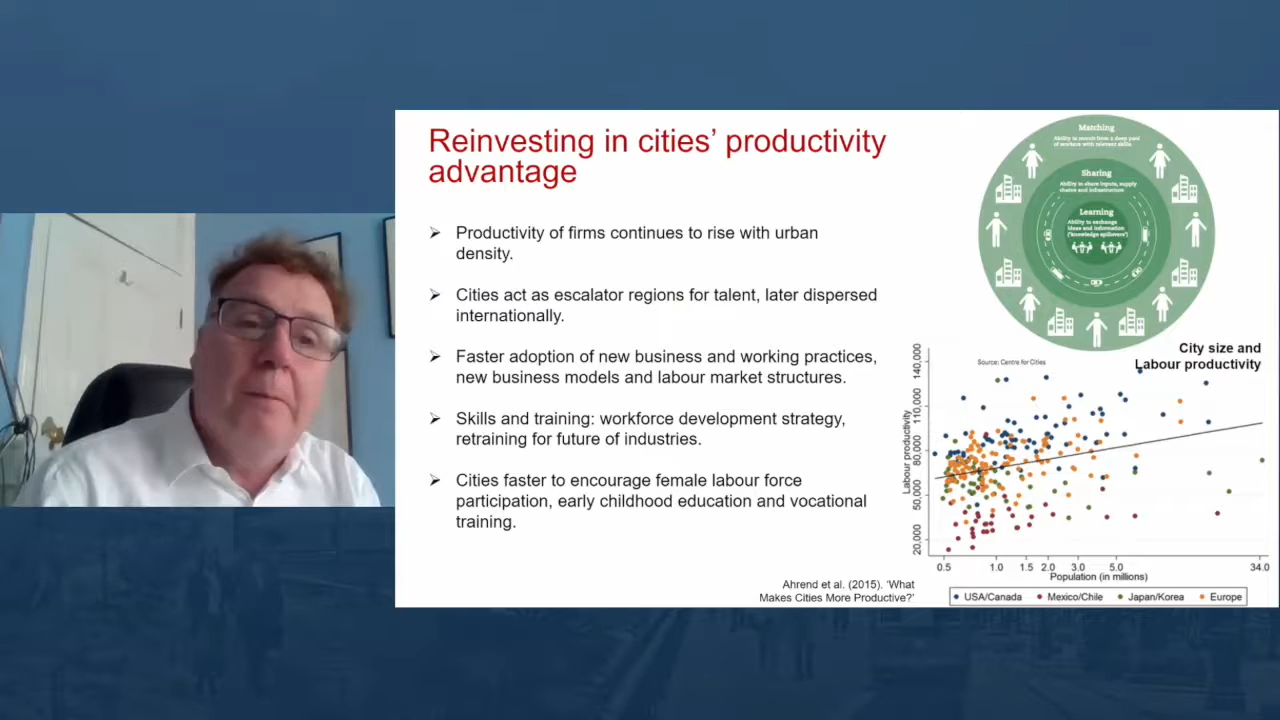 Reinvesting in cities' productivity
advantage
➢ Productivity of firms continues to rise with urban
density.
➢ Cities act as escalator regions for talent, later dispersed
internationally.
➢ Faster adoption of new business and working practices,
new business models and labour market structures.
➢ Skills and training: workforce development strategy,
retraining for future of industries.
➢ Cities faster to encourage female labour force
participation, early childhood education and vocational
training.
Ahrend et al. (2015). 'What
Makes Cities More Productive?'
Matching
Ability to recruit from a deep pool
of workers with relevant skills
Sharing
Ability to share inputs, supply
chains and infrastructure
Learning
Ability to exchange
ideas and information
('knowledge spillovers')
Source: Centre for Cities
City size and
Labour productivity
Labour productivity
140,000
110,000
80,000
50,000
20,000
0.5 1.0 1.5 2.0 3.0 5.0 34.0
Population (in millions)
USA/Canada Mexico/Chile Japan/Korea Europe